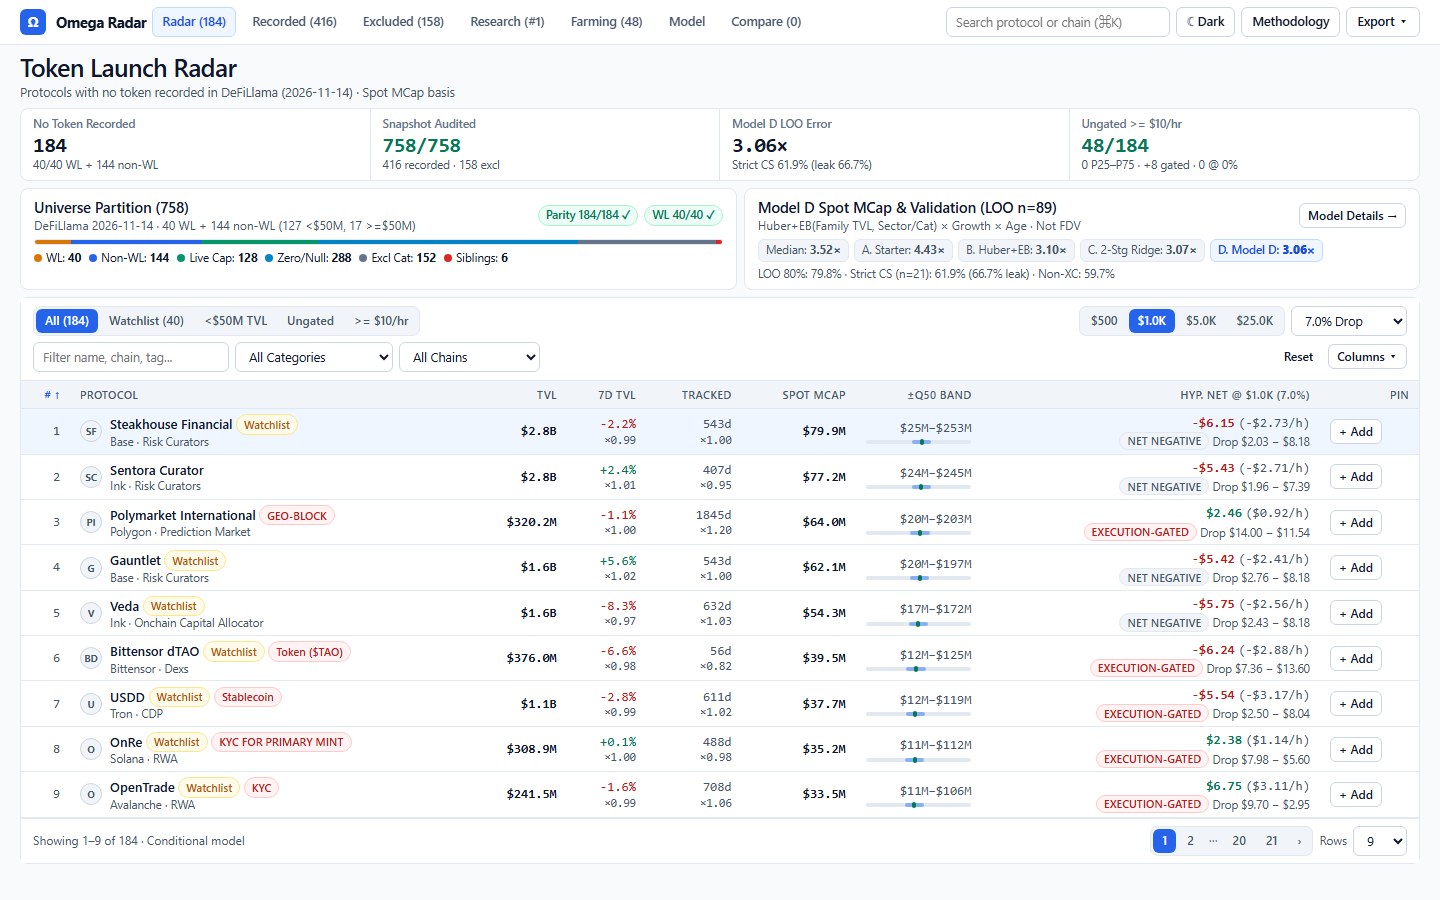 Ω Omega Radar Radar (184) Recorded (416) Excluded (158) Research (#1) Farming (48) Model Compare (0) Search protocol or chain (⌘K) ☾ Dark Methodology Export ▾
Token Launch Radar
Protocols with no token recorded in DeFiLlama (2026-11-14) · Spot MCap basis
No Token Recorded
184
40/40 WL + 144 non-WL
Snapshot Audited
758/758
416 recorded · 158 excl
Model D LOO Error
3.06×
Strict CS 61.9% (leak 66.7%)
Ungated >= $10/hr
48/184
0 P25–P75 · +8 gated · 0 @ 0%
Universe Partition (758)
DeFiLlama 2026-11-14 · 40 WL + 144 non-WL (127 <$50M, 17 >=$50M)
Parity 184/184 ✓ WL 40/40 ✓
WL: 40 Non-WL: 144 Live Cap: 128 Zero/Null: 288 Excl Cat: 152 Siblings: 6
Model D Spot MCap & Validation (LOO n=89)
Huber+EB(Family TVL, Sector/Cat) × Growth × Age · Not FDV
Model Details →
Median: 3.52× A. Starter: 4.43× B. Huber+EB: 3.10× C. 2-Stg Ridge: 3.07× D. Model D: 3.06×
LOO 80%: 79.8% · Strict CS (n=21): 61.9% (66.7% leak) · Non-XC: 59.7%
All (184) Watchlist (40) <$50M TVL Ungated >= $10/hr $500 $1.0K $5.0K $25.0K 7.0% Drop
Filter name, chain, tag... All Categories All Chains Reset Columns ▾
# ↑ PROTOCOL TVL 7D TVL TRACKED SPOT MCAP ±Q50 BAND HYP. NET @ $1.0K (7.0%) PIN
1 SF Steakhouse Financial Watchlist $2.8B -2.2% 543d $79.9M $25M–$253M -$6.15 (-$2.73/h) + Add
Base · Risk Curators ×0.99 ×1.00 NET NEGATIVE Drop $2.03 – $8.18
2 SC Sentora Curator $2.8B +2.4% 407d $77.2M $24M–$245M -$5.43 (-$2.71/h) + Add
Ink · Risk Curators ×1.01 ×0.95 NET NEGATIVE Drop $1.96 – $7.39
3 PI Polymarket International GEO-BLOCK $320.2M -1.1% 1845d $64.0M $20M–$203M $2.46 ($0.92/h) + Add
Polygon · Prediction Market ×1.00 ×1.20 EXECUTION-GATED Drop $14.00 – $11.54
4 G Gauntlet Watchlist $1.6B +5.6% 543d $62.1M $20M–$197M -$5.42 (-$2.41/h) + Add
Base · Risk Curators ×1.02 ×1.00 NET NEGATIVE Drop $2.76 – $8.18
5 V Veda Watchlist $1.6B -8.3% 632d $54.3M $17M–$172M -$5.75 (-$2.56/h) + Add
Ink · Onchain Capital Allocator ×0.97 ×1.03 NET NEGATIVE Drop $2.43 – $8.18
6 BD Bittensor dTAO Watchlist Token ($TAO) $376.0M -6.6% 56d $39.5M $12M–$125M -$6.24 (-$2.88/h) + Add
Bittensor · Dexs ×0.98 ×0.82 EXECUTION-GATED Drop $7.36 – $13.60
7 U USDD Watchlist Stablecoin $1.1B -2.8% 611d $37.7M $12M–$119M -$5.54 (-$3.17/h) + Add
Tron · CDP ×0.99 ×1.02 EXECUTION-GATED Drop $2.50 – $8.04
8 O OnRe Watchlist KYC FOR PRIMARY MINT $308.9M +0.1% 488d $35.2M $11M–$112M $2.38 ($1.14/h) + Add
Solana · RWA ×1.00 ×0.98 EXECUTION-GATED Drop $7.98 – $5.60
9 O OpenTrade Watchlist KYC $241.5M -1.6% 708d $33.5M $11M–$106M $6.75 ($3.11/h) + Add
Avalanche · RWA ×0.99 ×1.06 EXECUTION-GATED Drop $9.70 – $2.95
Showing 1–9 of 184 · Conditional model 1 2 ··· 20 21 › Rows 9